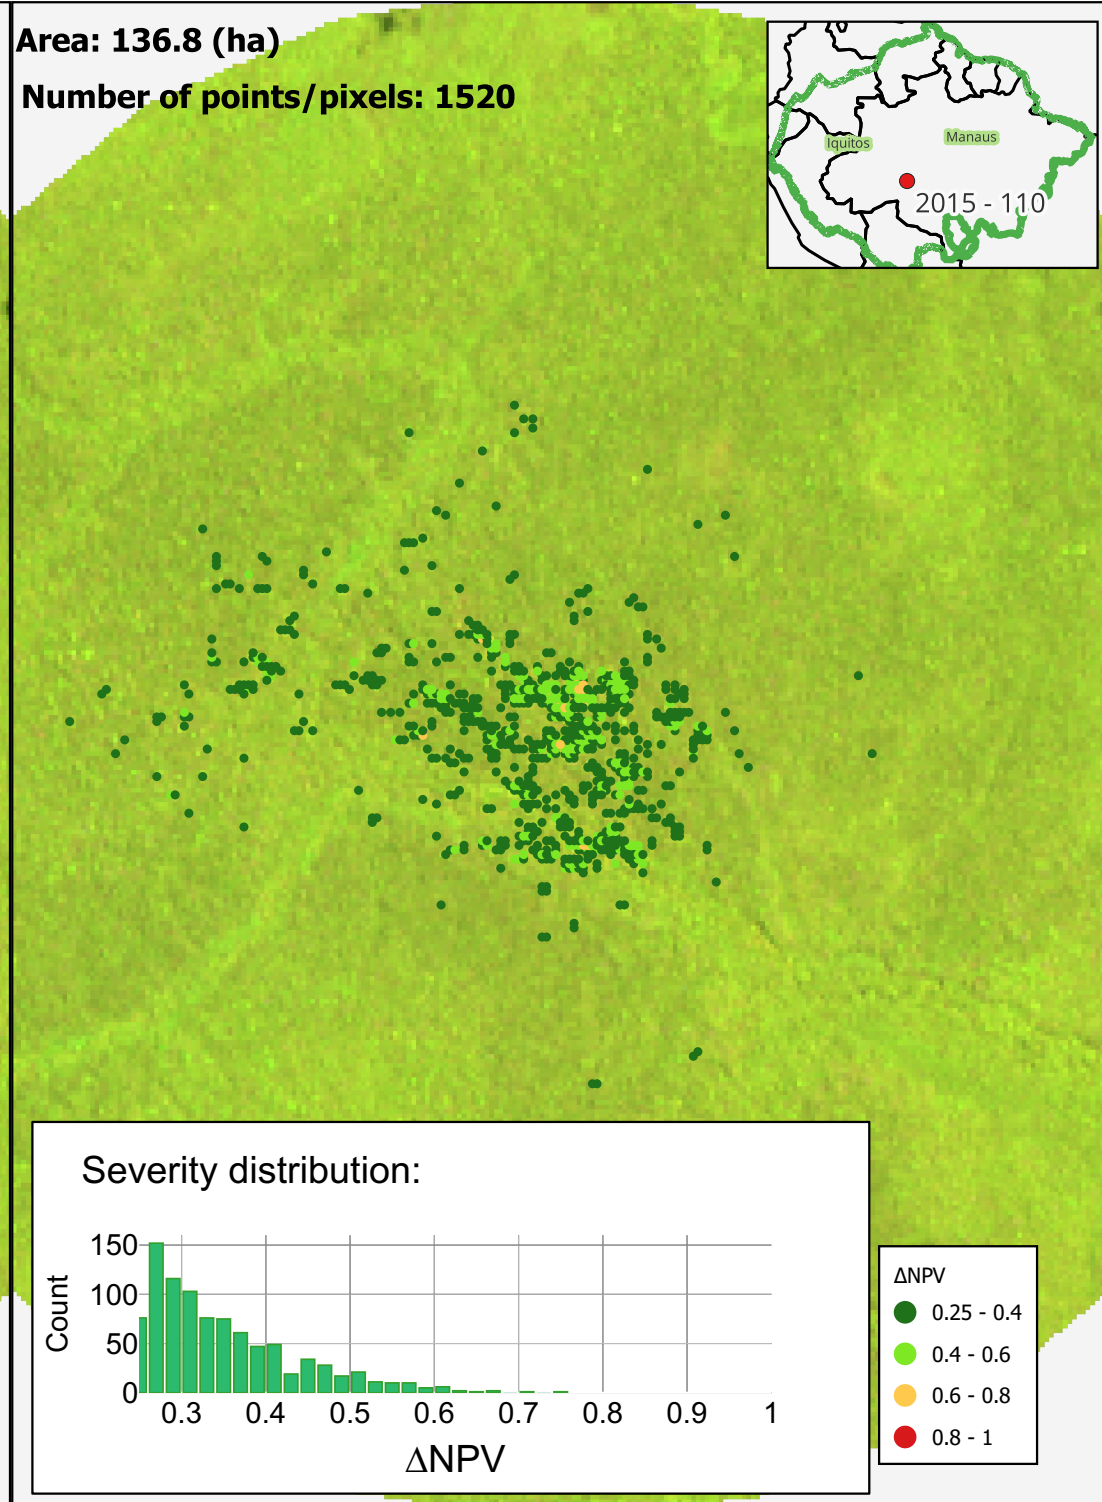 Area: 136.8 (ha)
Number of points/pixels: 1520
Iquitos
Manaus
2015 - 110
Severity distribution:
150
100
50
0
Count
0.3 0.4 0.5 0.6 0.7 0.8 0.9 1
ΔNPV
ΔNPV
0.25 - 0.4
0.4 - 0.6
0.6 - 0.8
0.8 - 1